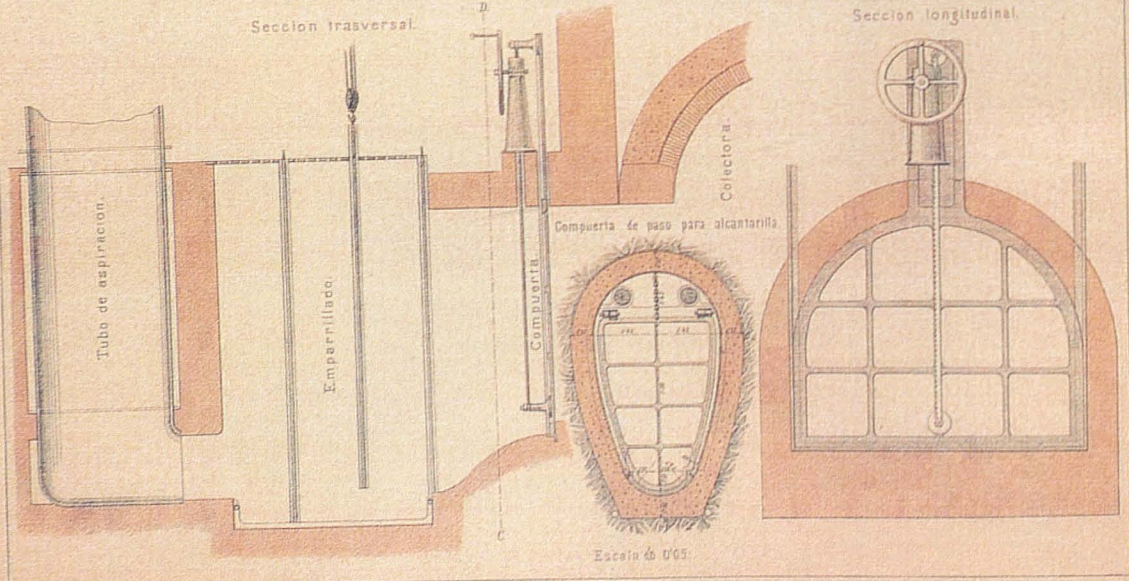 Seccion trasversal.
D.
Seccion longitudinal.
Tubo de aspiracion.
Emparrillado.
Compuerta
Colectora.
Compuerta de paso para alcantarilla
C
Escala de 0'05.